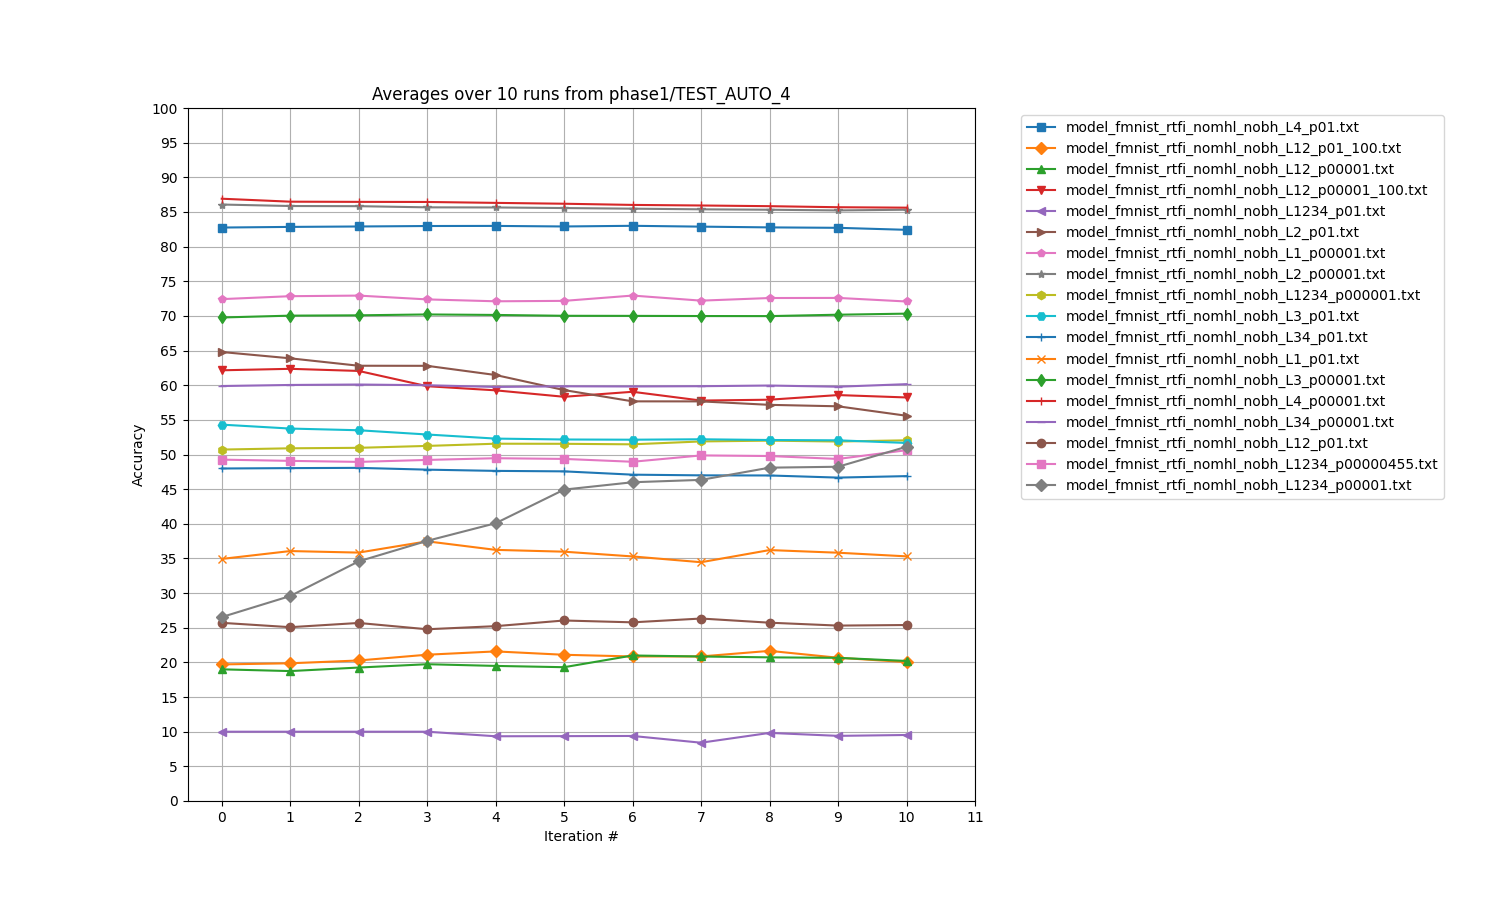 Averages over 10 runs from phase1/TEST_AUTO_4
100
95
90
85
80
75
70
65
60
55
50
45
40
35
30
25
20
15
10
5
0
Accuracy
0 1 2 3 4 5 6 7 8 9 10 11
Iteration #
model_fmnist_rtfi_nomhl_nobh_L4_p01.txt
model_fmnist_rtfi_nomhl_nobh_L12_p01_100.txt
model_fmnist_rtfi_nomhl_nobh_L12_p00001.txt
model_fmnist_rtfi_nomhl_nobh_L12_p00001_100.txt
model_fmnist_rtfi_nomhl_nobh_L1234_p01.txt
model_fmnist_rtfi_nomhl_nobh_L2_p01.txt
model_fmnist_rtfi_nomhl_nobh_L1_p00001.txt
model_fmnist_rtfi_nomhl_nobh_L2_p00001.txt
model_fmnist_rtfi_nomhl_nobh_L1234_p000001.txt
model_fmnist_rtfi_nomhl_nobh_L3_p01.txt
model_fmnist_rtfi_nomhl_nobh_L34_p01.txt
model_fmnist_rtfi_nomhl_nobh_L1_p01.txt
model_fmnist_rtfi_nomhl_nobh_L3_p00001.txt
model_fmnist_rtfi_nomhl_nobh_L4_p00001.txt
model_fmnist_rtfi_nomhl_nobh_L34_p00001.txt
model_fmnist_rtfi_nomhl_nobh_L12_p01.txt
model_fmnist_rtfi_nomhl_nobh_L1234_p00000455.txt
model_fmnist_rtfi_nomhl_nobh_L1234_p00001.txt